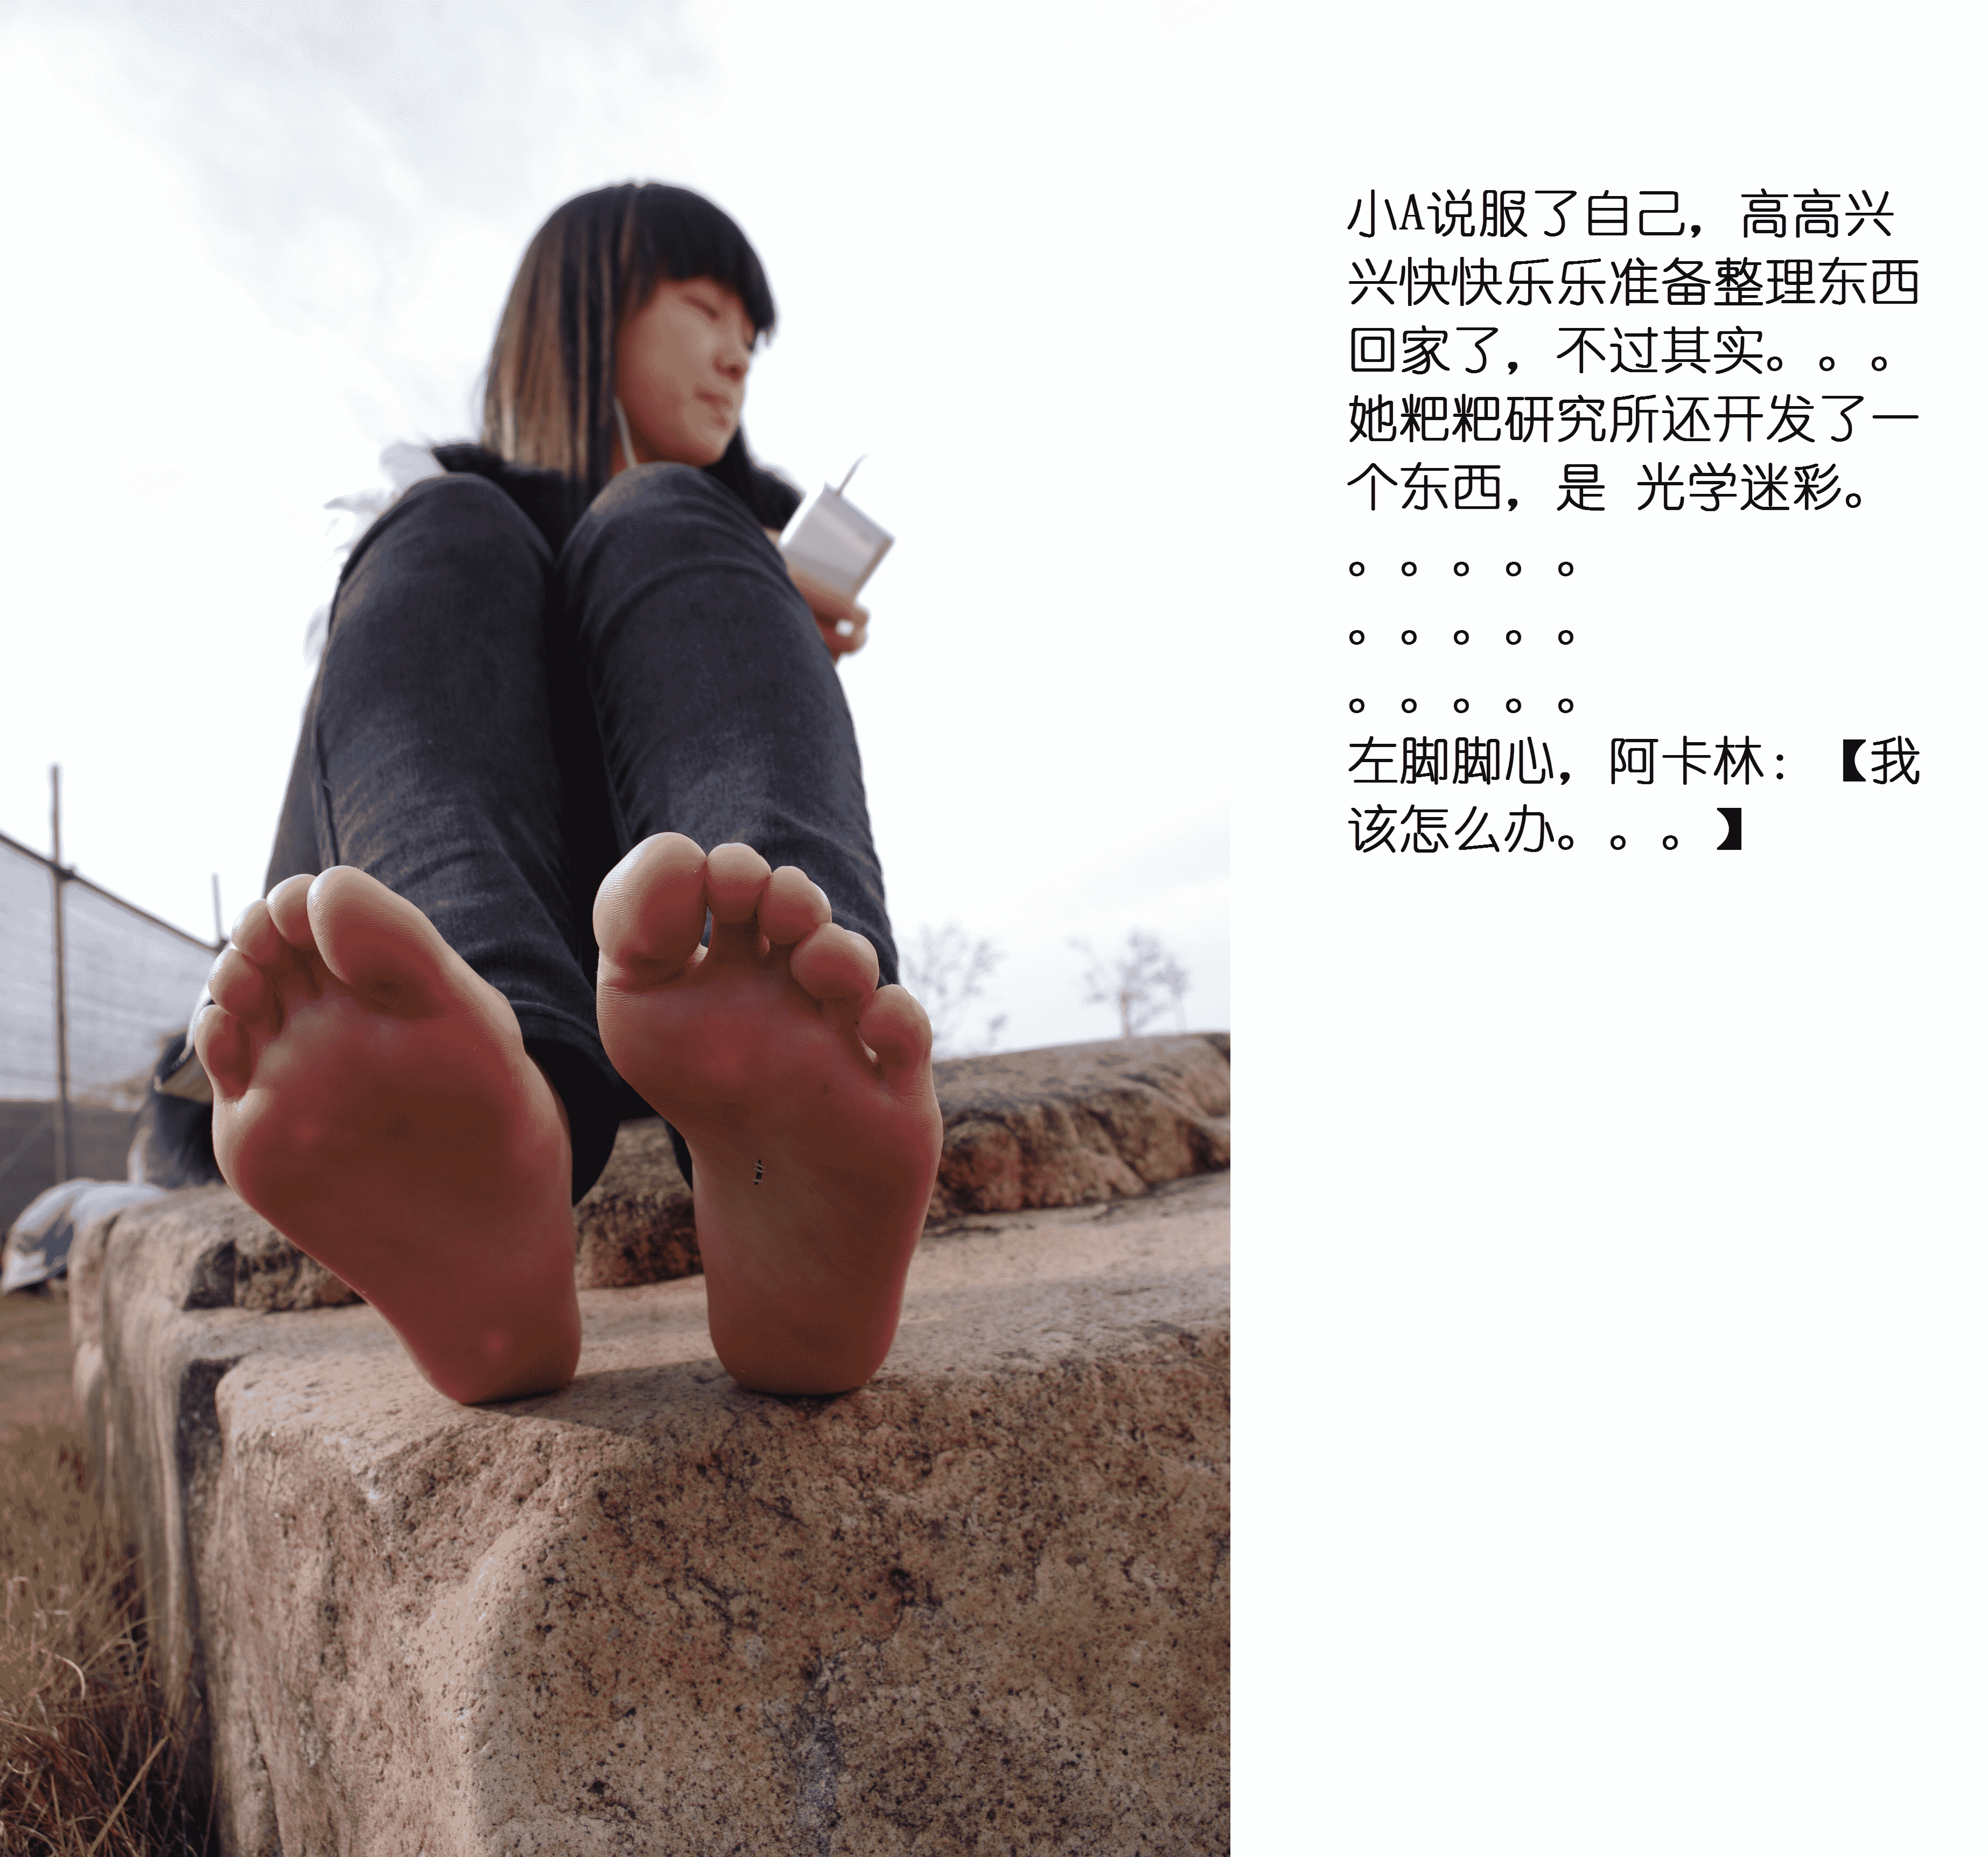 小A说服了自己，高高兴
兴快快乐乐准备整理东西
回家了，不过其实。。。
她粑粑研究所还开发了一
个东西，是 光学迷彩。
。。。。。
。。。。。
。。。。。
左脚脚心，阿卡林：【我
该怎么办。。。】